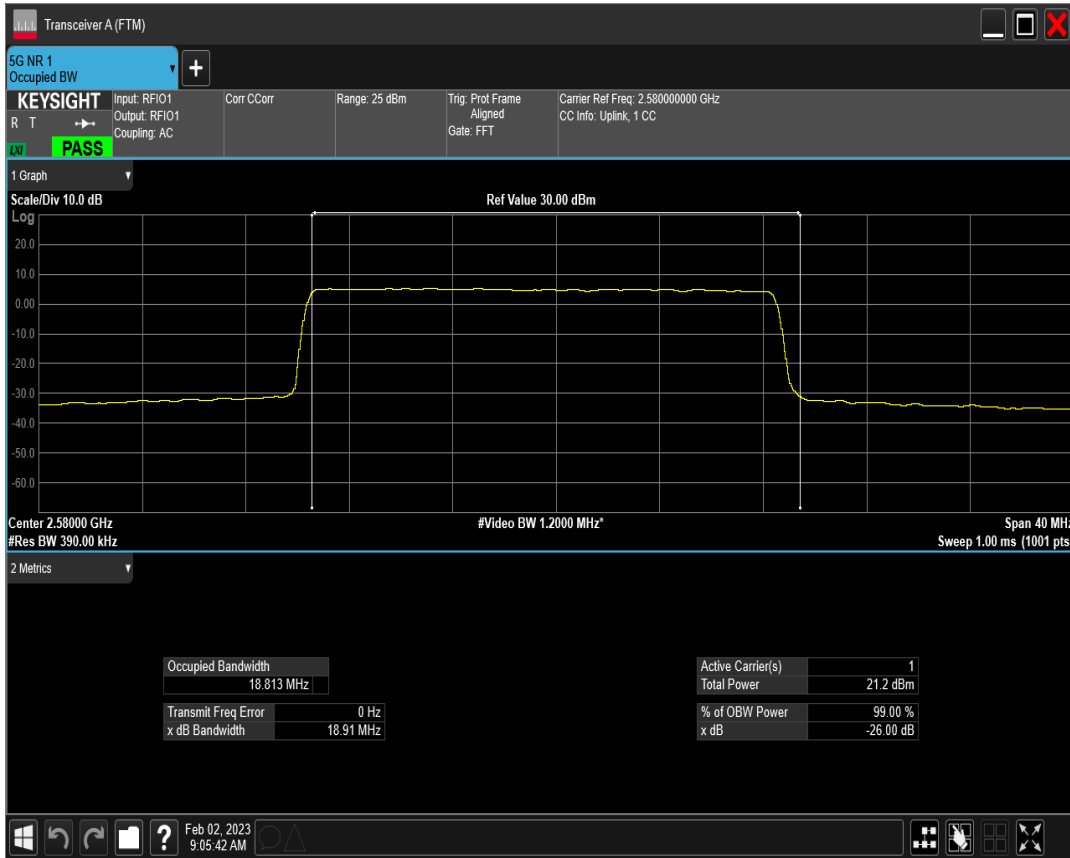 Transceiver A (FTM)
5G NR 1
Occupied BW
+
KEYSIGHT
R T
LXI
PASS
Input: RFIO1
Output: RFIO1
Coupling: AC
Corr CCorr
Range: 25 dBm
Trig: Prot Frame
Aligned
Gate: FFT
Carrier Ref Freq: 2.580000000 GHz
CC Info: Uplink, 1 CC
1 Graph
Scale/Div 10.0 dB
Ref Value 30.00 dBm
Log
20.0
10.0
0.00
-10.0
-20.0
-30.0
-40.0
-50.0
-60.0
Center 2.58000 GHz
#Video BW 1.2000 MHz*
Span 40 MHz
#Res BW 390.00 kHz
Sweep 1.00 ms (1001 pts
2 Metrics
Occupied Bandwidth
18.813 MHz
Transmit Freq Error 0 Hz
x dB Bandwidth 18.91 MHz
Active Carrier(s) 1
Total Power 21.2 dBm
% of OBW Power 99.00 %
x dB -26.00 dB
?
Feb 02, 2023
9:05:42 AM